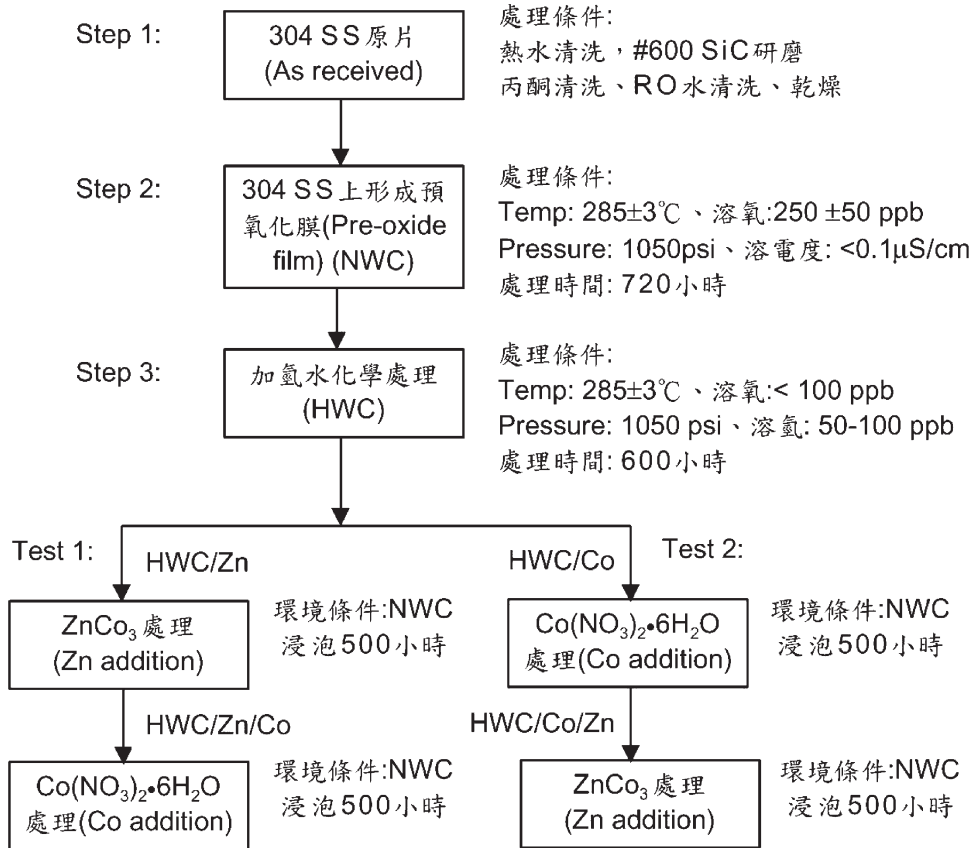 Step 1:
304 SS原片
(As received)
處理條件:
熱水清洗，#600 SiC研磨
丙酮清洗、RO水清洗、乾燥
Step 2:
304 SS上形成預
氧化膜(Pre-oxide
film) (NWC)
處理條件:
Temp: 285±3℃、溶氧:250 ±50 ppb
Pressure: 1050psi、溶電度: <0.1μS/cm
處理時間: 720小時
Step 3:
加氫水化學處理
(HWC)
處理條件:
Temp: 285±3℃、溶氧:< 100 ppb
Pressure: 1050 psi、溶氫: 50-100 ppb
處理時間: 600小時
Test 1:
HWC/Zn
ZnCo₃處理
(Zn addition)
環境條件:NWC
浸泡500小時
HWC/Zn/Co
Co(NO₃)₂•6H₂O
處理(Co addition)
環境條件:NWC
浸泡500小時
Test 2:
HWC/Co
Co(NO₃)₂•6H₂O
處理(Co addition)
環境條件:NWC
浸泡500小時
HWC/Co/Zn
ZnCo₃處理
(Zn addition)
環境條件:NWC
浸泡500小時